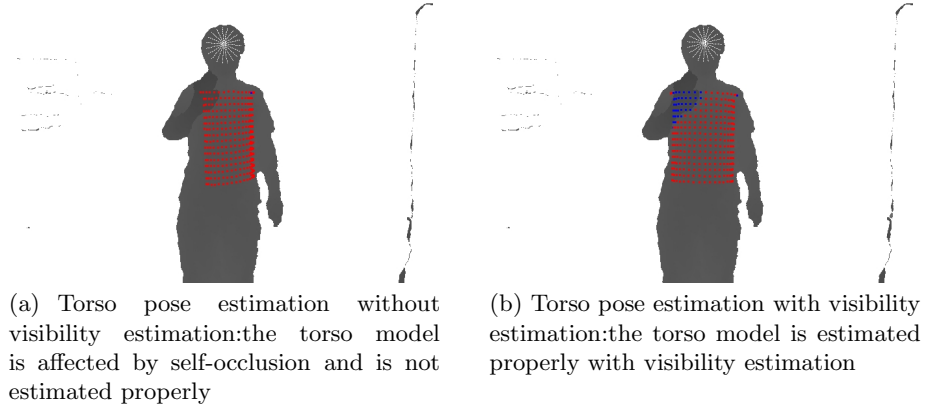 (a) Torso pose estimation without
visibility estimation:the torso model
is affected by self-occlusion and is not
estimated properly
(b) Torso pose estimation with visibility
estimation:the torso model is estimated
properly with visibility estimation